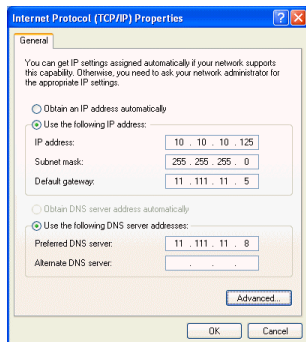 Internet Protocol (TCP/IP) Properties
General
You can get IP settings assigned automatically if your network supports
this capability. Otherwise, you need to ask your network administrator for
the appropriate IP settings.
Obtain an IP address automatically
Use the following IP address:
IP address: 10 . 10 . 10 . 125
Subnet mask: 255 . 255 . 255 . 0
Default gateway: 11 . 111 . 11 . 5
Obtain DNS server address automatically
Use the following DNS server addresses:
Preferred DNS server: 11 . 111 . 11 . 8
Alternate DNS server: . . .
Advanced...
OK Cancel